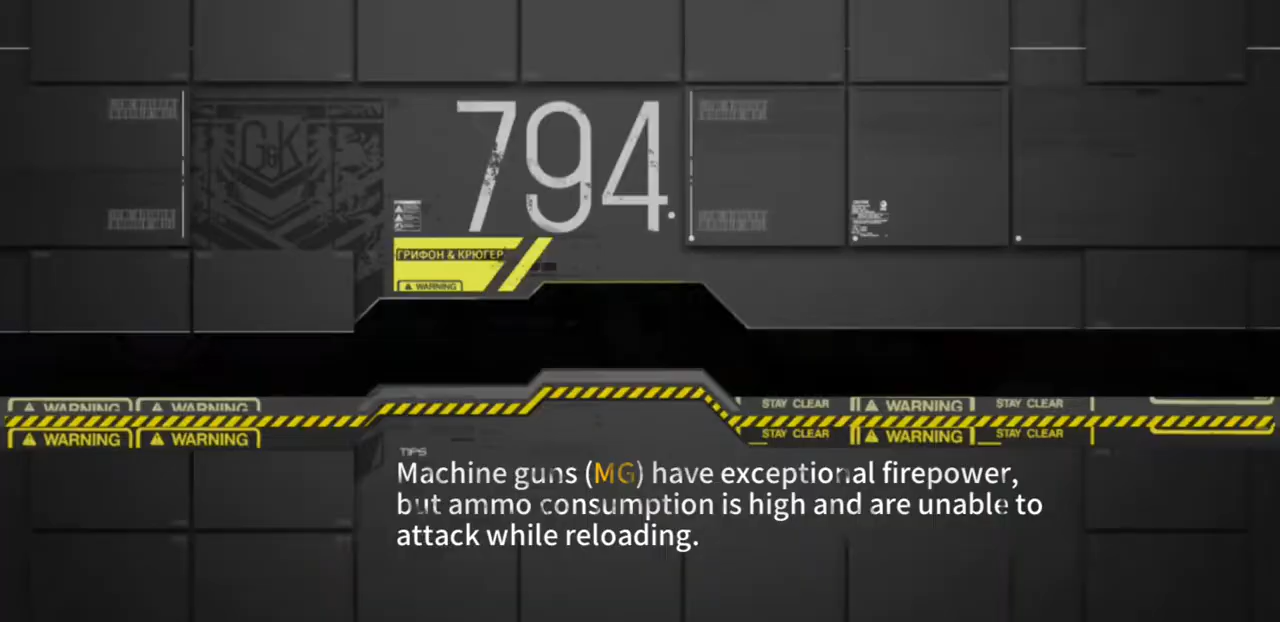 G&K
794.
ГРИФОН & КРЮГЕР
WARNING
WARNING WARNING STAY CLEAR WARNING STAY CLEAR
WARNING WARNING STAY CLEAR WARNING STAY CLEAR
TIPS
Machine guns (MG) have exceptional firepower,
but ammo consumption is high and are unable to
attack while reloading.